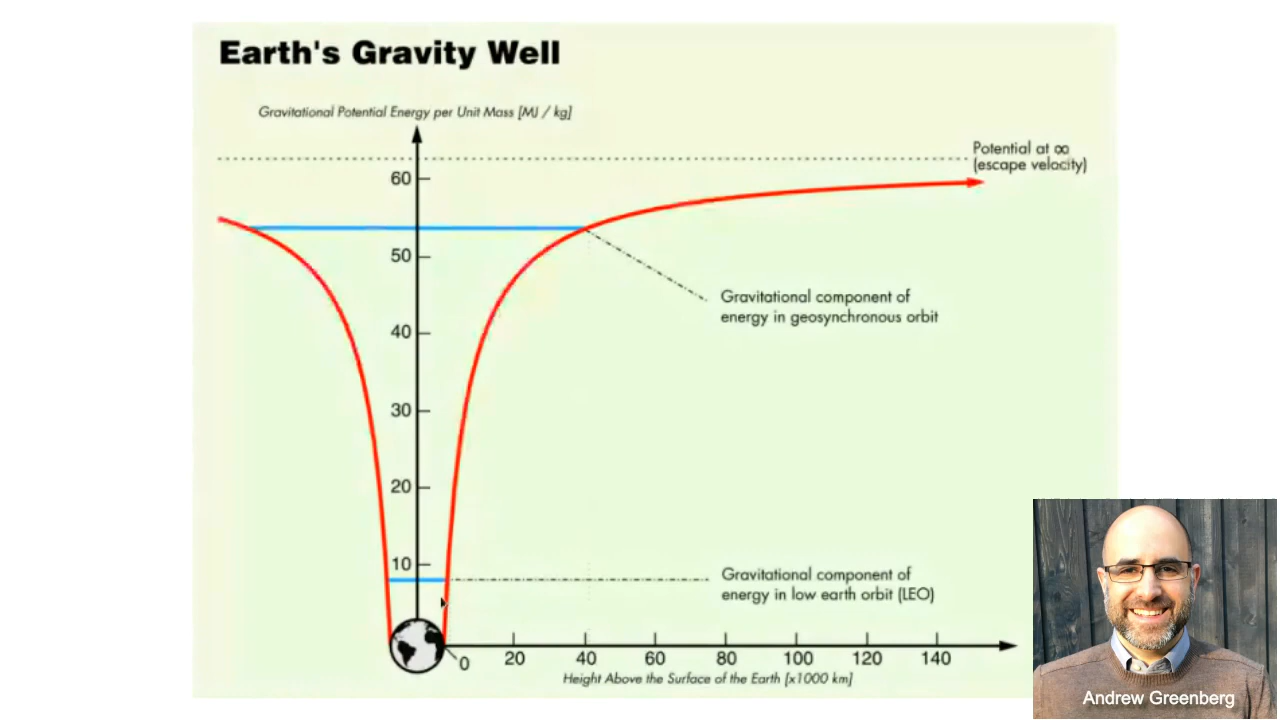 Earth's Gravity Well
Gravitational Potential Energy per Unit Mass [MJ / kg]
Potential at ∞
(escape velocity)
60
50
Gravitational component of
energy in geosynchronous orbit
40
30
20
10
Gravitational component of
energy in low earth orbit (LEO)
0 20 40 60 80 100 120 140
Height Above the Surface of the Earth [x1000 km]
Andrew Greenberg